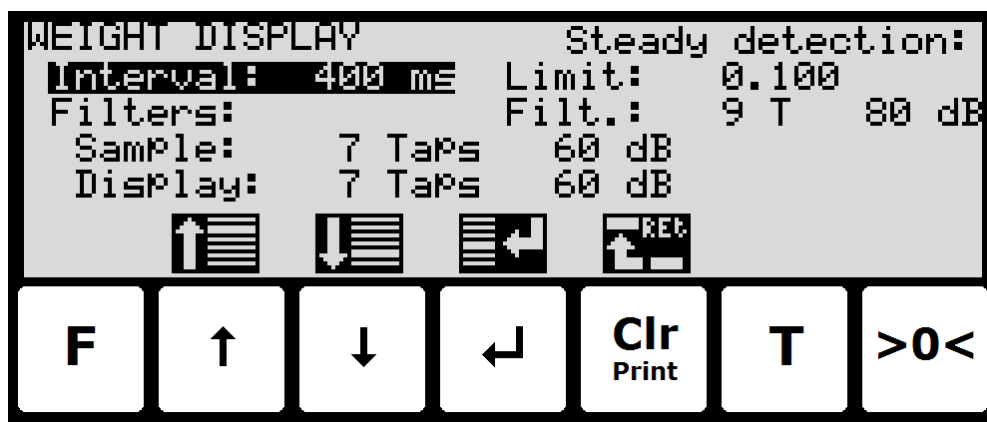 WEIGHT DISPLAY Steady detection:
Interval: 400 ms Limit: 0.100
Filters: Filt.: 9 T 80 dB
Sample: 7 Taps 60 dB
Display: 7 Taps 60 dB
REt
F ↑ ↓ ↵ Clr T >0<
Print